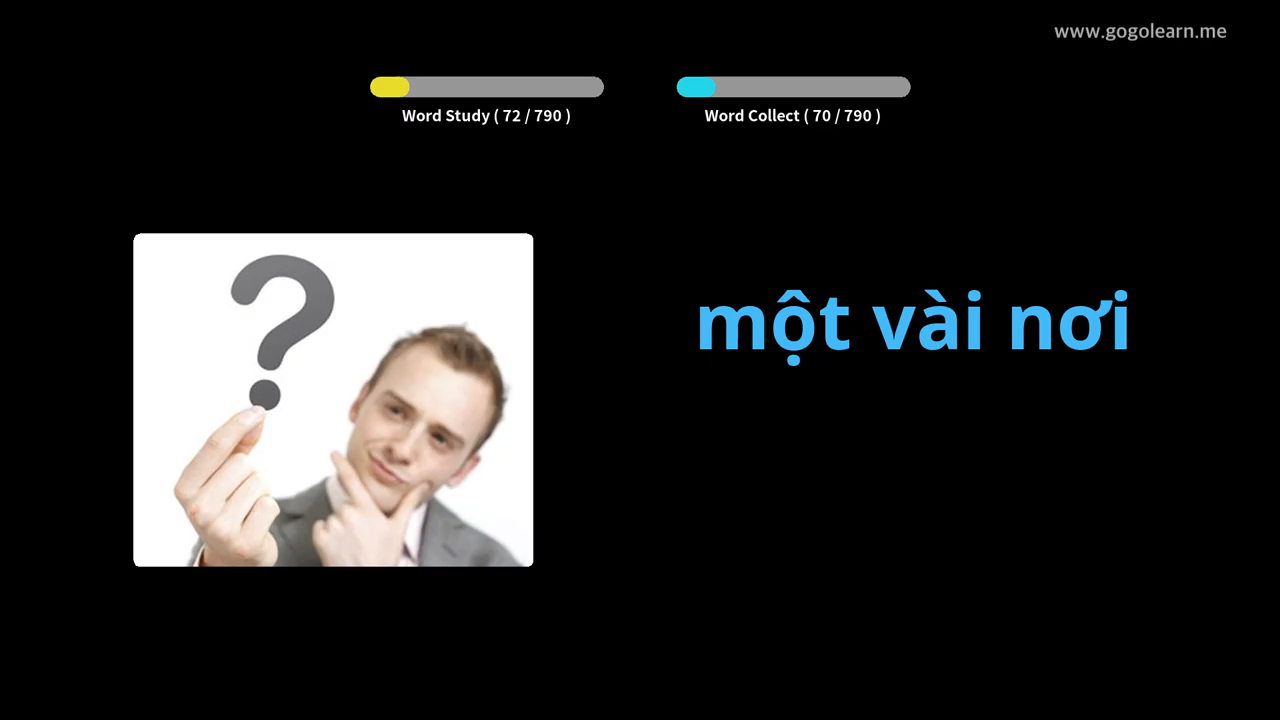 www.gogolearn.me
Word Study ( 72 / 790 )
Word Collect ( 70 / 790 )
?
một vài nơi